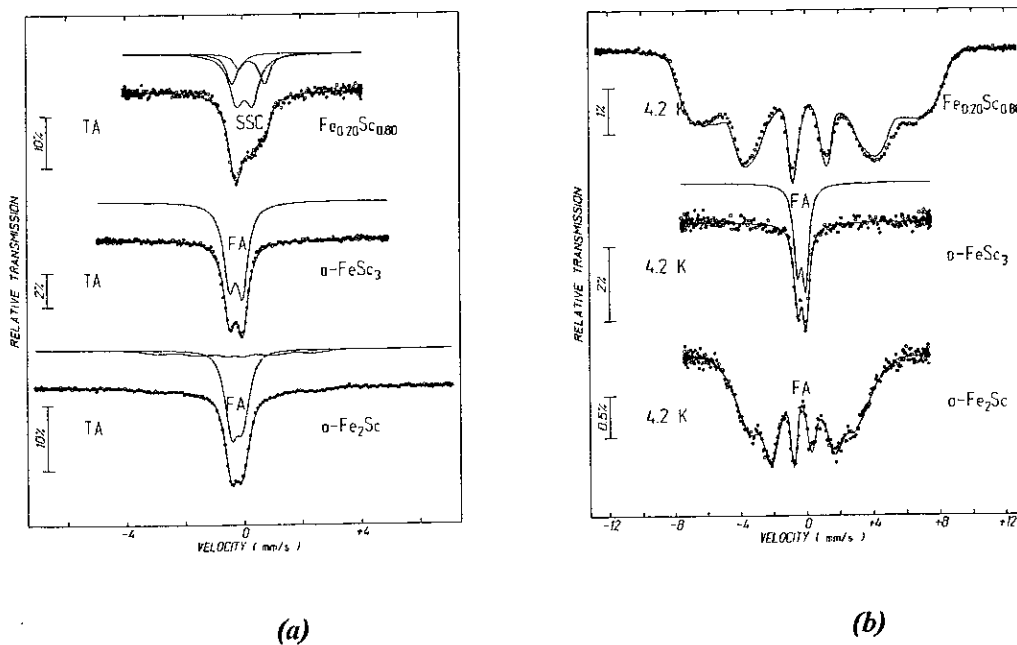 RELATIVE TRANSMISSION
10%
TA
SSC
Fe0.20Sc0.80
2%
TA
FA
a-FeSc3
10%
TA
FA
a-Fe2Sc
-4
0
+4
VELOCITY ( mm/s )
(a)
RELATIVE TRANSMISSION
1%
4.2 K
Fe0.20Sc0.80
2%
4.2 K
FA
a-FeSc3
0.5%
4.2 K
FA
a-Fe2Sc
-12
-8
-4
0
+4
+8
+12
VELOCITY ( mm/s )
(b)